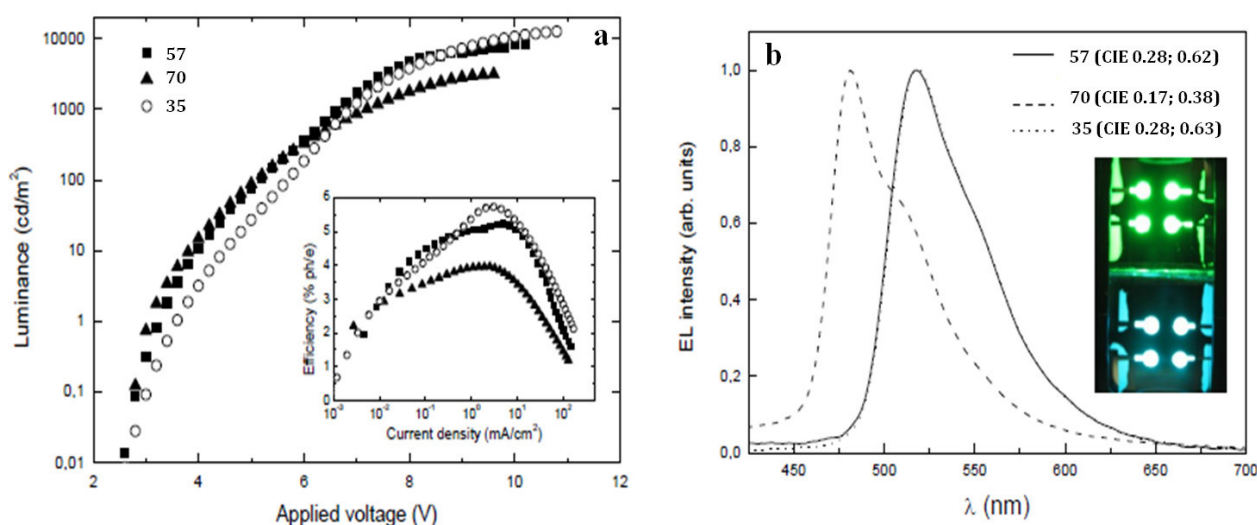 a
57
70
35
Luminance (cd/m²)
10000
1000
100
10
1
0,1
0,01
2 4 6 8 10 12
Applied voltage (V)
Efficiency (% ph/e)
6
5
4
3
2
1
0
10⁻³ 10⁻² 10⁻¹ 10⁰ 10¹ 10²
Current density (mA/cm²)
b
57 (CIE 0.28; 0.62)
70 (CIE 0.17; 0.38)
35 (CIE 0.28; 0.63)
EL intensity (arb. units)
1,0
0,8
0,6
0,4
0,2
0,0
450 500 550 600 650 700
λ (nm)